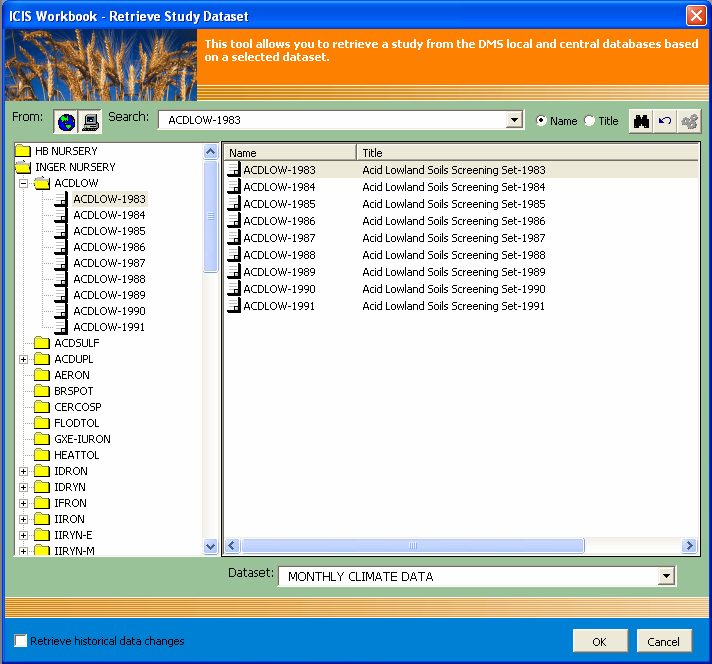 ICIS Workbook - Retrieve Study Dataset
This tool allows you to retrieve a study from the DMS local and central databases based
on a selected dataset.
From:
Search:
ACDLOW-1983
Name
Title
HB NURSERY
INGER NURSERY
ACDLOW
ACDLOW-1983
ACDLOW-1984
ACDLOW-1985
ACDLOW-1986
ACDLOW-1987
ACDLOW-1988
ACDLOW-1989
ACDLOW-1990
ACDLOW-1991
ACDSULF
ACDUPL
AERON
BRSPOT
CERCOSP
FLODTOL
GXE-IURON
HEATTOL
IDRON
IDRYN
IFRON
IIRON
IIRYN-E
IIRYN-M
Name Title
ACDLOW-1983 Acid Lowland Soils Screening Set-1983
ACDLOW-1984 Acid Lowland Soils Screening Set-1984
ACDLOW-1985 Acid Lowland Soils Screening Set-1985
ACDLOW-1986 Acid Lowland Soils Screening Set-1986
ACDLOW-1987 Acid Lowland Soils Screening Set-1987
ACDLOW-1988 Acid Lowland Soils Screening Set-1988
ACDLOW-1989 Acid Lowland Soils Screening Set-1989
ACDLOW-1990 Acid Lowland Soils Screening Set-1990
ACDLOW-1991 Acid Lowland Soils Screening Set-1991
Dataset: MONTHLY CLIMATE DATA
Retrieve historical data changes
OK
Cancel